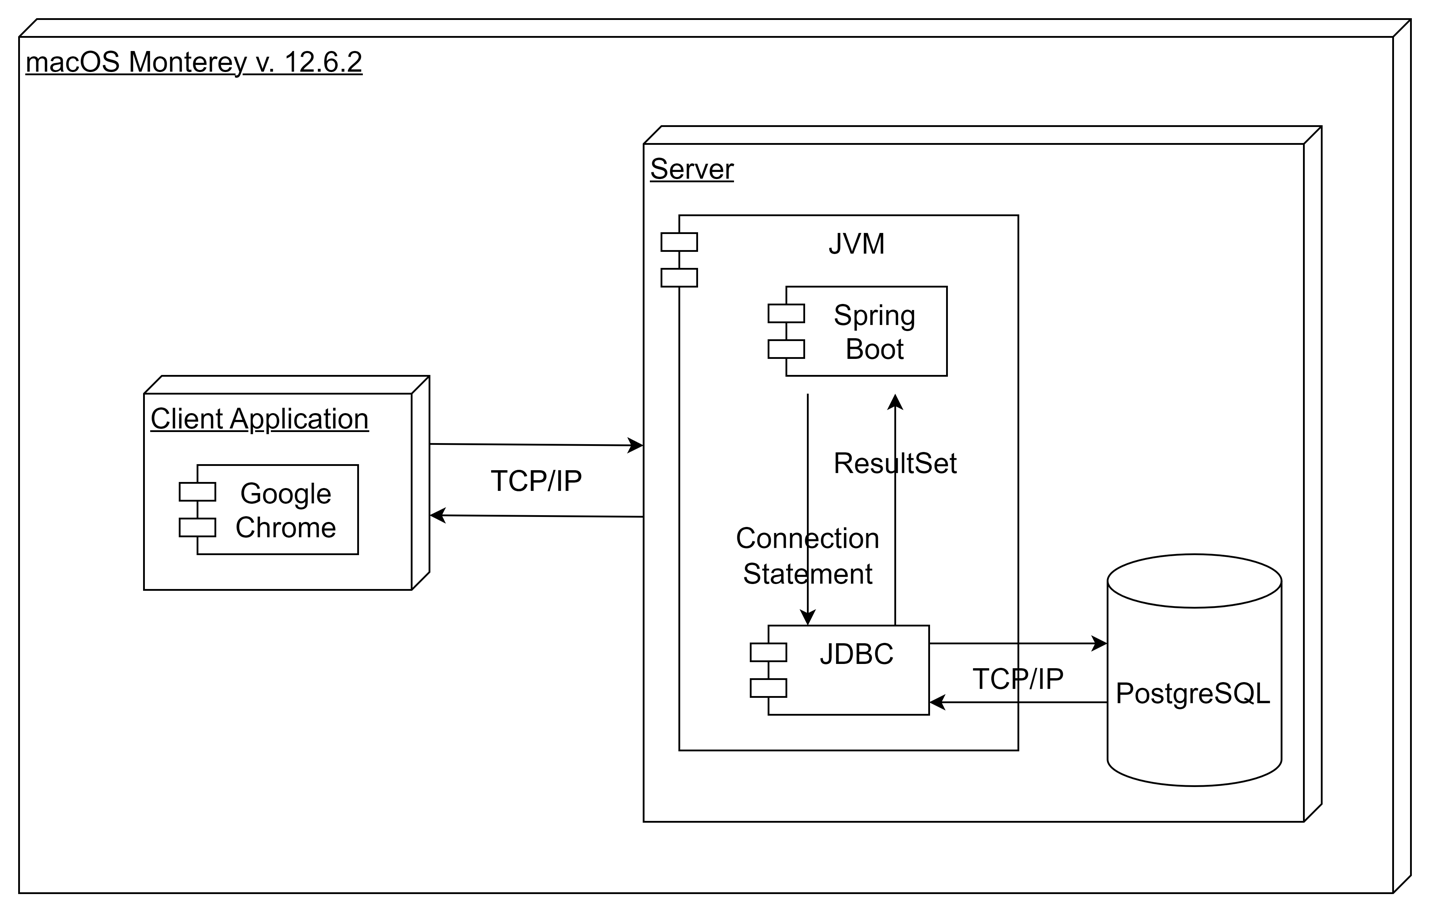 macOS Monterey v. 12.6.2
Server
JVM
Spring
Boot
Client Application
Google
Chrome
TCP/IP
ResultSet
Connection
Statement
JDBC
TCP/IP
PostgreSQL